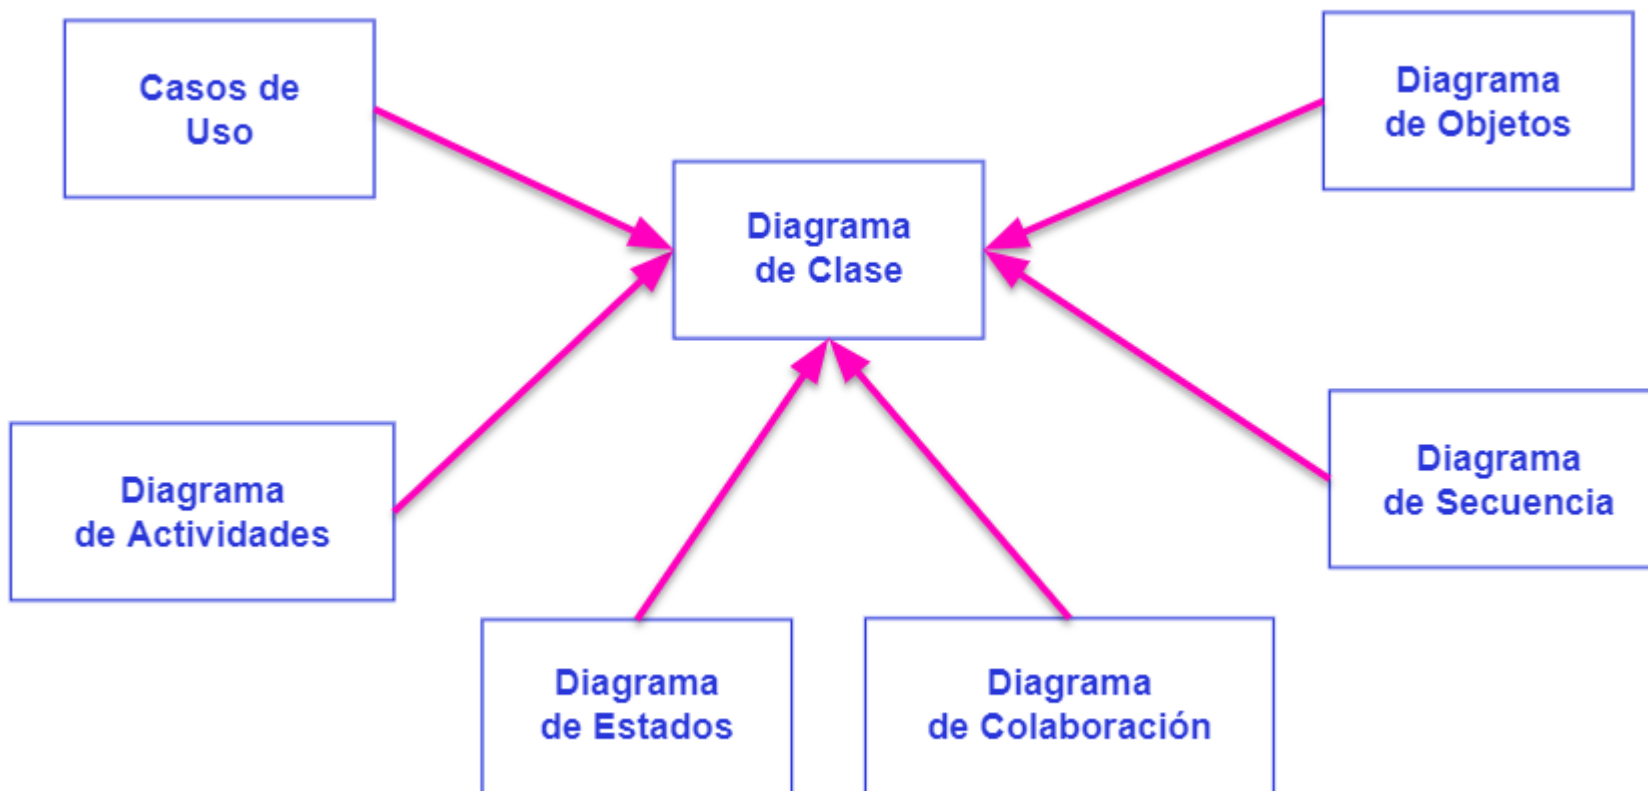 Casos de
Uso
Diagrama
de Objetos
Diagrama
de Clase
Diagrama
de Actividades
Diagrama
de Secuencia
Diagrama
de Estados
Diagrama
de Colaboración